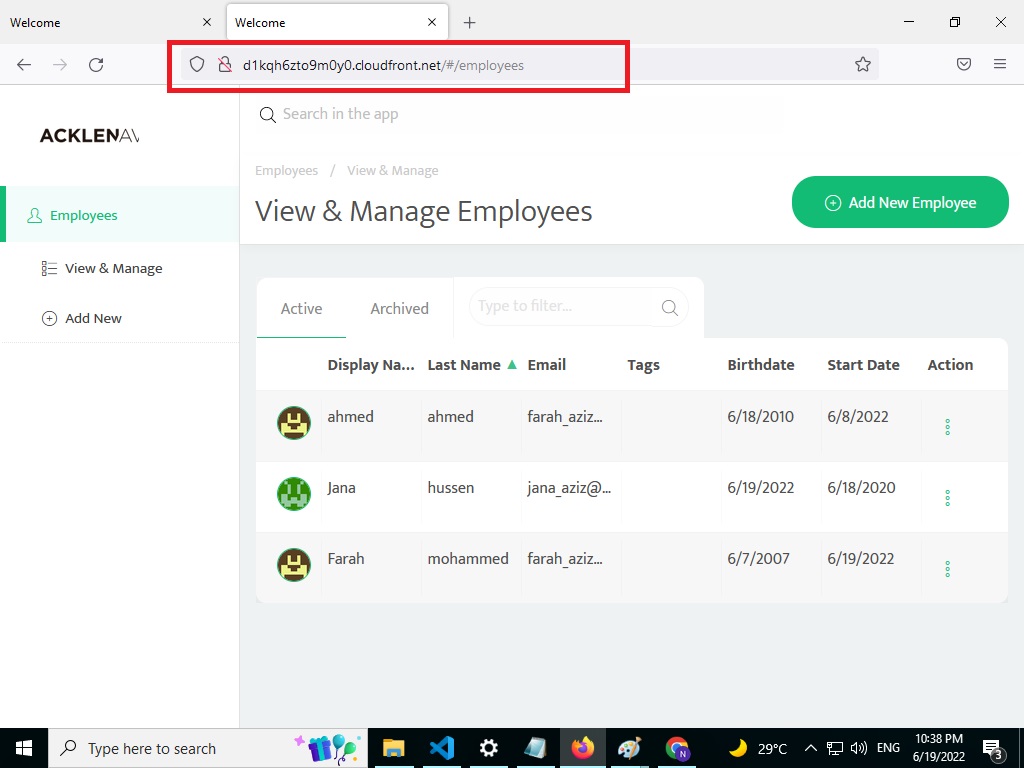 Welcome
Welcome
d1kqh6zto9m0y0.cloudfront.net/#/employees
ACKLENAV
Search in the app
Employees / View & Manage
View & Manage Employees
Add New Employee
Employees
View & Manage
Add New
Active Archived Type to filter...
Display Na... Last Name ▲ Email Tags Birthdate Start Date Action
ahmed ahmed farah_aziz... 6/18/2010 6/8/2022
Jana hussen jana_aziz@... 6/19/2022 6/18/2020
Farah mohammed farah_aziz... 6/7/2007 6/19/2022
Type here to search
N
29°C
ENG
10:38 PM
6/19/2022
3